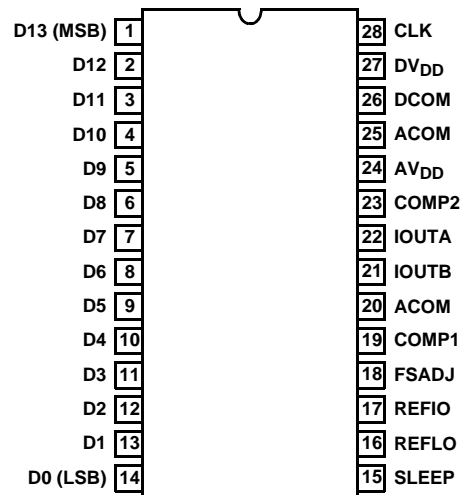 D13 (MSB) 1 28 CLK
D12 2 27 DVDD
D11 3 26 DCOM
D10 4 25 ACOM
D9 5 24 AVDD
D8 6 23 COMP2
D7 7 22 IOUTA
D6 8 21 IOUTB
D5 9 20 ACOM
D4 10 19 COMP1
D3 11 18 FSADJ
D2 12 17 REFIO
D1 13 16 REFLO
D0 (LSB) 14 15 SLEEP